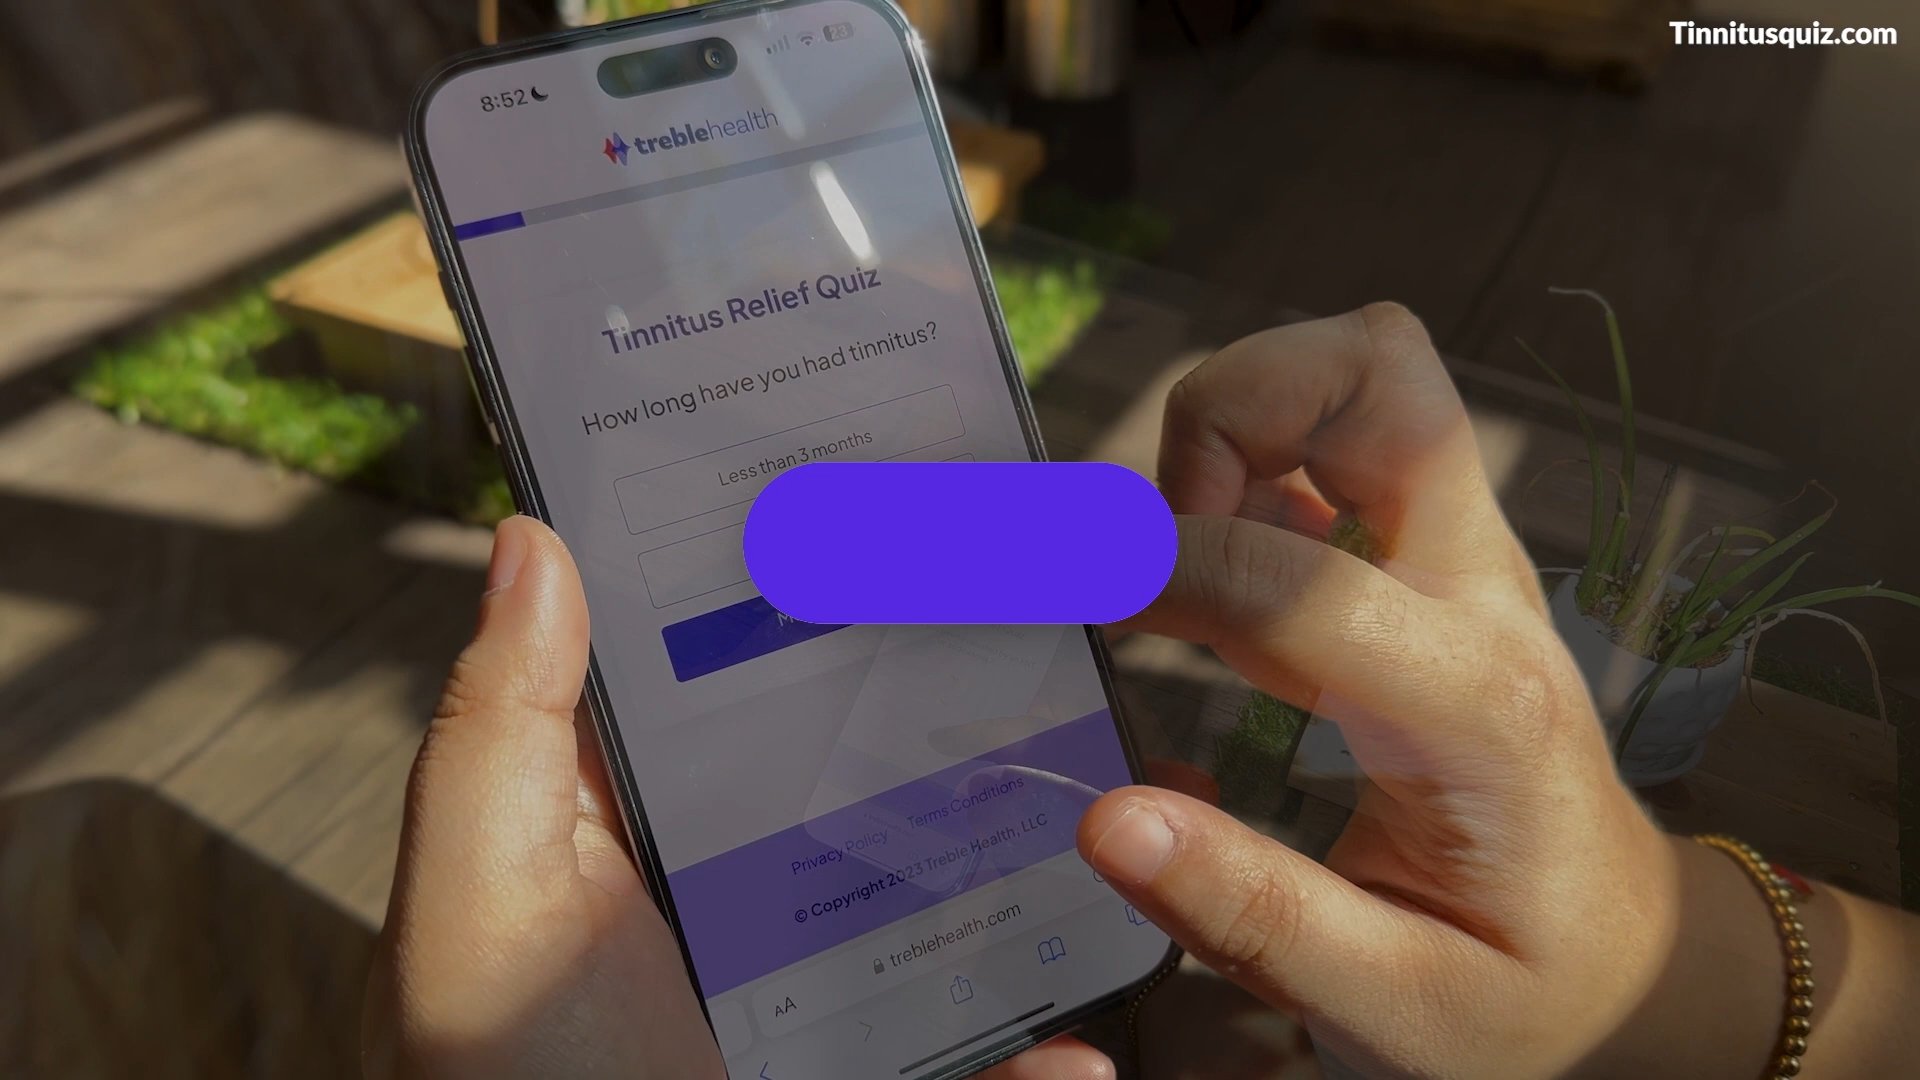 Tinnitusquiz.com
8:52
23
treblehealth
Tinnitus Relief Quiz
How long have you had tinnitus?
Less than 3 months
Privacy Policy Terms Conditions
© Copyright 2023 Treble Health, LLC
AA treblehealth.com